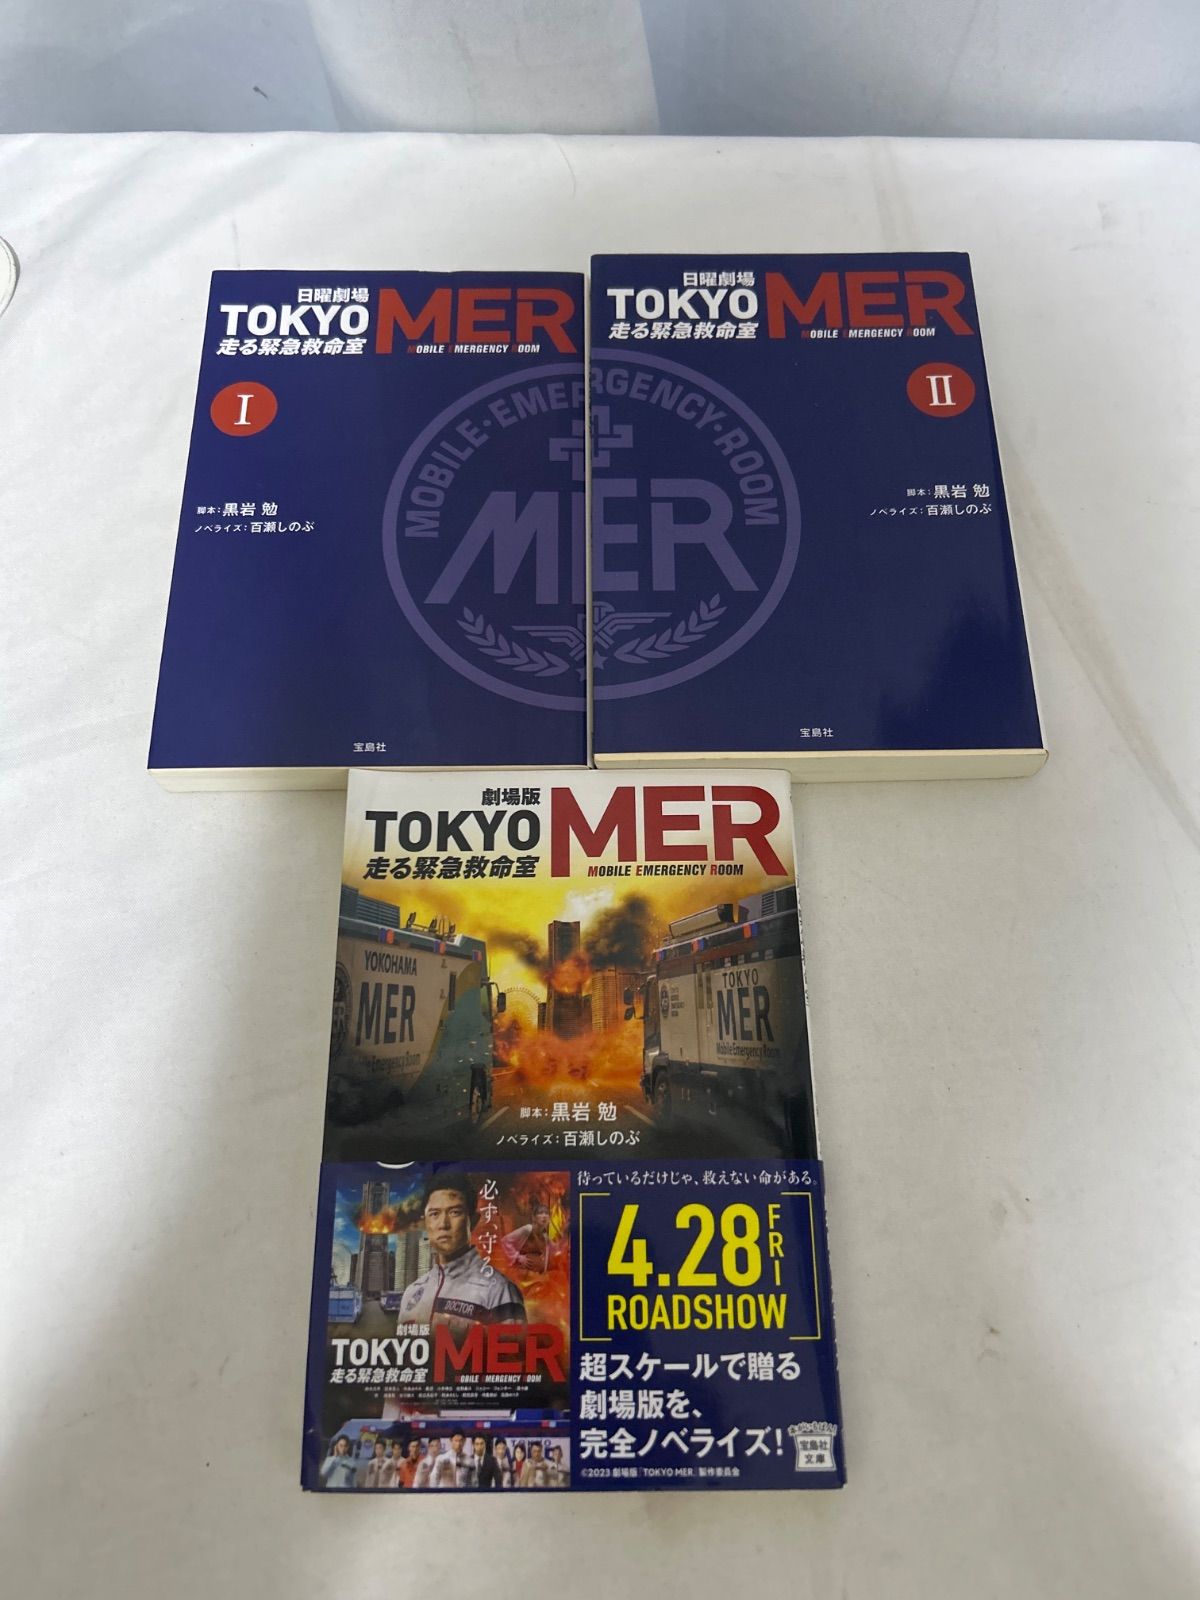 日曜劇場
TOKYO MER
走る緊急救命室
MOBILE EMERGENCY ROOM
I
脚本:黒岩 勉
ノベライズ:百瀬しのぶ
宝島社
日曜劇場
TOKYO MER
走る緊急救命室
MOBILE EMERGENCY ROOM
II
脚本:黒岩 勉
ノベライズ:百瀬しのぶ
宝島社
MOBILE・EMERGENCY・ROOM
MER
劇場版
TOKYO MER
走る緊急救命室
MOBILE EMERGENCY ROOM
YOKOHAMA
MER
Mobile Emergency Room
TOKYO
MER
Mobile Emergency Room
脚本:黒岩 勉
ノベライズ:百瀬しのぶ
必ず、守る
DOCTOR
劇場版
TOKYO MER
走る緊急救命室
MOBILE EMERGENCY ROOM
待っているだけじゃ、救えない命がある。
4.28 FRI
ROADSHOW
超スケールで贈る
劇場版を、
完全ノベライズ!
本がいちばん!
宝島社
文庫
©2023 劇場版『TOKYO MER』製作委員会